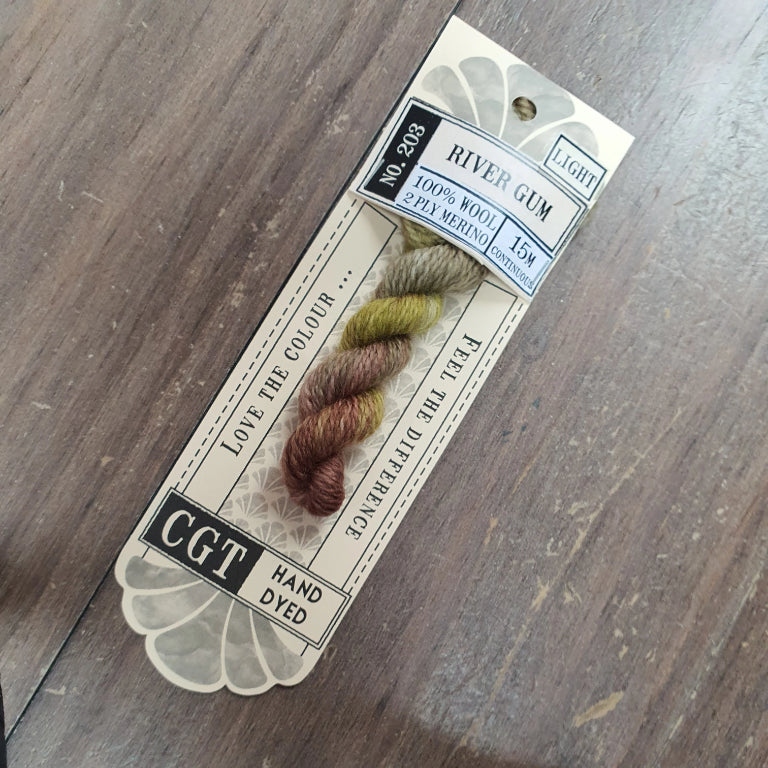 No. 203
RIVER GUM
LIGHT
100% WOOL
2 PLY MERINO
15M
CONTINUOUS
LOVE THE COLOUR ...
FEEL THE DIFFERENCE
CGT
HAND
DYED